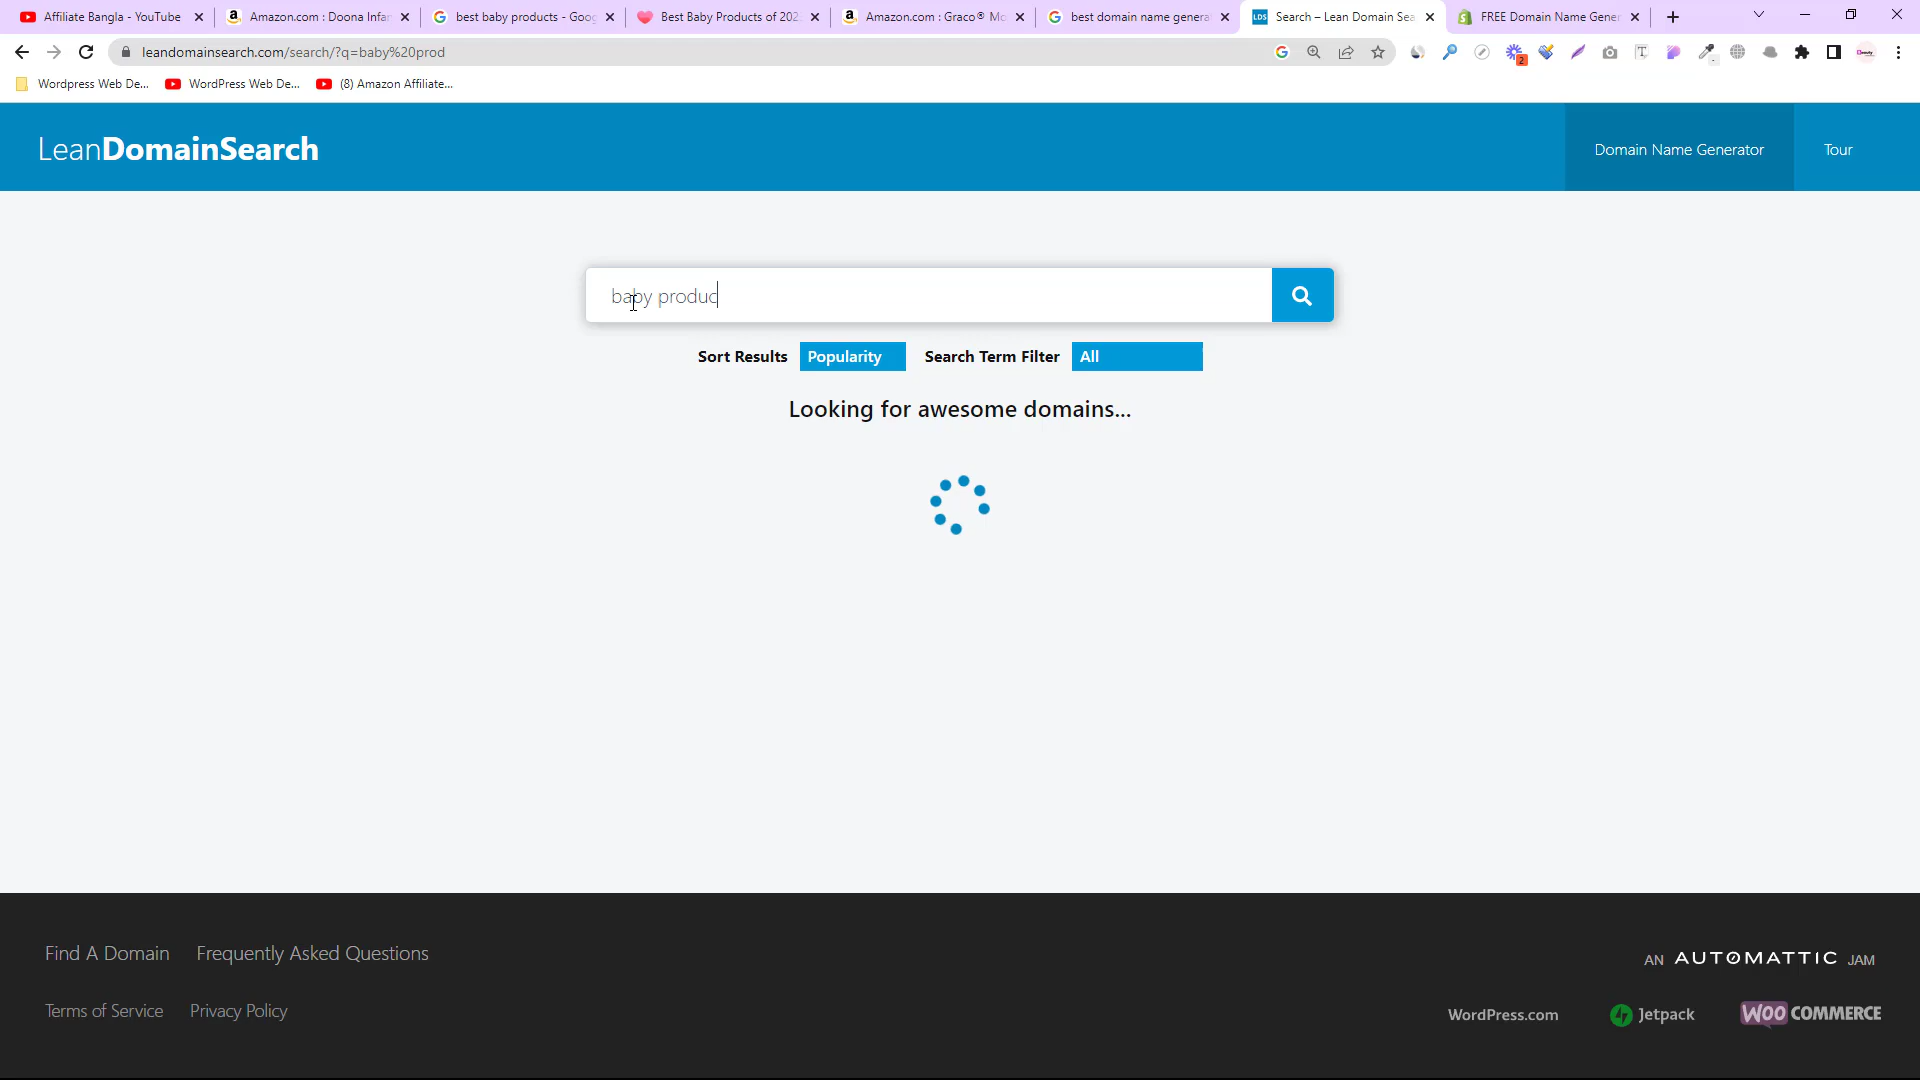 Affiliate Bangla - YouTube
Amazon.com : Doona Infan
best baby products - Goog
Best Baby Products of 202
Amazon.com : Graco® Mo
best domain name generat
Search – Lean Domain Sea
FREE Domain Name Gener
leandomainsearch.com/search/?q=baby%20prod
2
Wordpress Web De...
WordPress Web De...
(8) Amazon Affiliate...
LeanDomainSearch
Domain Name Generator
Tour
baby produc
Sort Results
Popularity
Search Term Filter
All
Looking for awesome domains...
Find A Domain
Frequently Asked Questions
AN AUTOMATTIC JAM
Terms of Service
Privacy Policy
WordPress.com
Jetpack
WOO COMMERCE